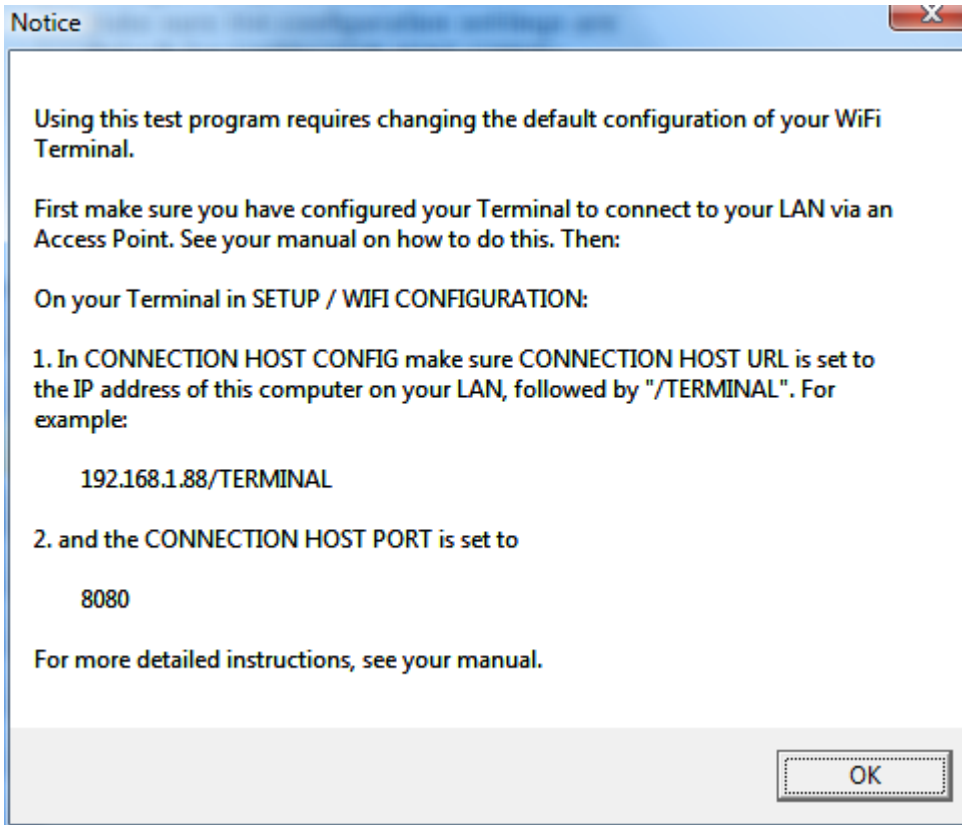 Notice
Using this test program requires changing the default configuration of your WiFi
Terminal.
First make sure you have configured your Terminal to connect to your LAN via an
Access Point. See your manual on how to do this. Then:
On your Terminal in SETUP / WIFI CONFIGURATION:
1. In CONNECTION HOST CONFIG make sure CONNECTION HOST URL is set to
the IP address of this computer on your LAN, followed by "/TERMINAL". For
example:
192.168.1.88/TERMINAL
2. and the CONNECTION HOST PORT is set to
8080
For more detailed instructions, see your manual.
OK